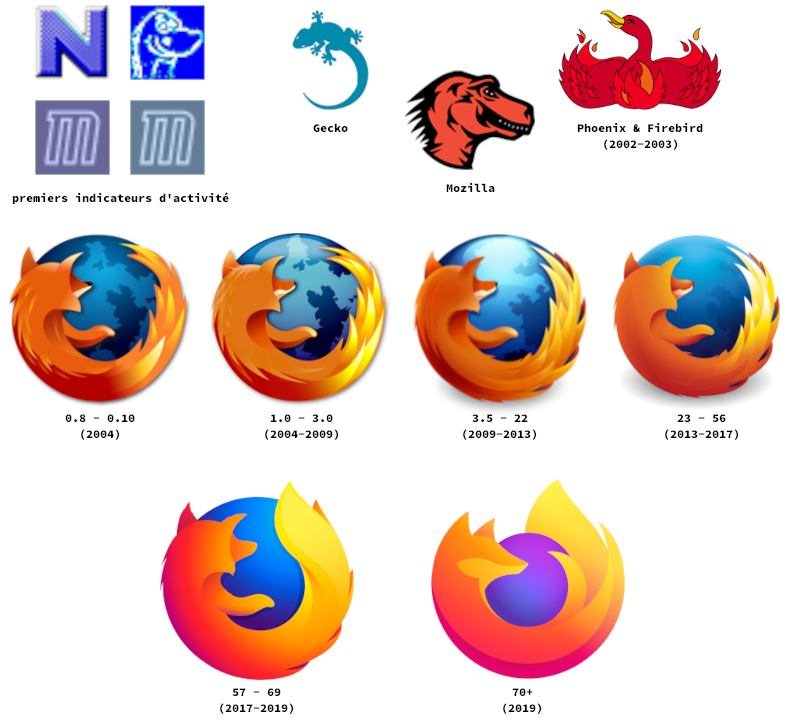 N
m m
Gecko
Phoenix & Firebird
(2002-2003)
Mozilla
premiers indicateurs d'activité
0.8 - 0.10
(2004)
1.0 - 3.0
(2004-2009)
3.5 - 22
(2009-2013)
23 - 56
(2013-2017)
57 - 69
(2017-2019)
70+
(2019)